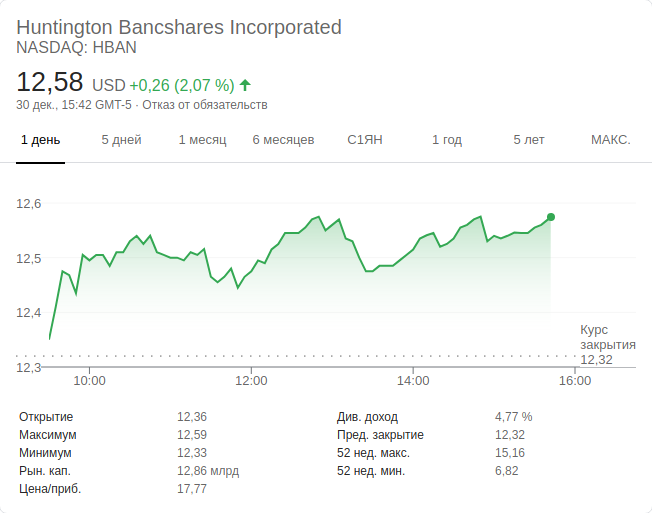 Huntington Bancshares Incorporated
NASDAQ: HBAN
12,58 USD +0,26 (2,07 %)
30 дек., 15:42 GMT-5 · Отказ от обязательств
1 день 5 дней 1 месяц 6 месяцев С1ЯН 1 год 5 лет МАКС.
12,6
12,5
12,4
12,3
Курс
закрытия
12,32
10:00 12:00 14:00 16:00
Открытие 12,36 Див. доход 4,77 %
Максимум 12,59 Пред. закрытие 12,32
Минимум 12,33 52 нед. макс. 15,16
Рын. кап. 12,86 млрд 52 нед. мин. 6,82
Цена/приб. 17,77